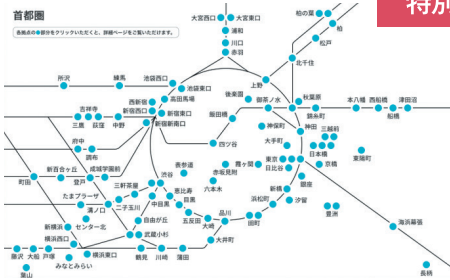 首都圏
特別
各拠点の●部分をクリックいただくと、詳細ページをご覧いただけます。
大宮西口
大宮東口
浦和
川口
赤羽
柏の葉
柏
松戸
北千住
上野
所沢
練馬
池袋西口
池袋東口
高田馬場
西新宿
新宿西口
新宿東口
新宿新南口
後楽園
飯田橋
御茶ノ水
秋葉原
錦糸町
本八幡
西船橋
船橋
津田沼
吉祥寺
三鷹
荻窪
中野
府中
調布
神保町
神田
大手町
三越前
日本橋
京橋
東陽町
四ツ谷
東京
日比谷
銀座
町田
新百合ヶ丘
登戸
成城学園前
渋谷
表参道
霞ヶ関
赤坂見附
六本木
三軒茶屋
たまプラーザ
溝ノ口
二子玉川
中目黒
恵比寿
目黒
五反田
大崎
品川
浜松町
田町
新橋
汐留
豊洲
海浜幕張
新横浜
センター北
自由が丘
武蔵小杉
大井町
横浜西口
横浜東口
みなとみらい
藤沢
大船
戸塚
葉山
鶴見
川崎
蒲田
長柄